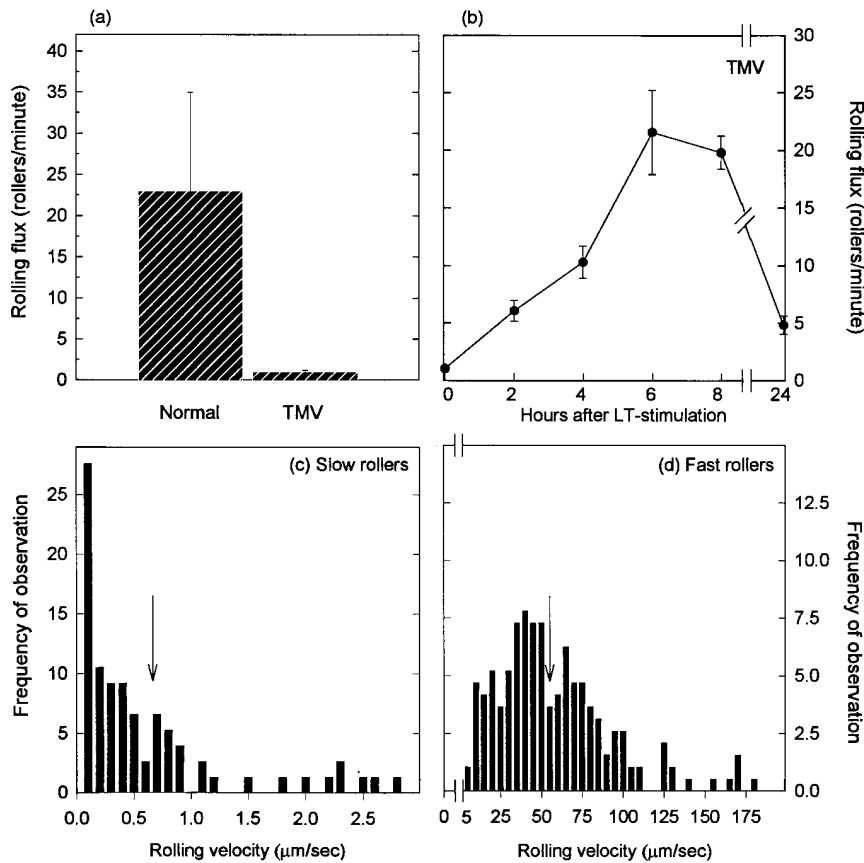 (a)
Rolling flux (rollers/minute)
40
35
30
25
20
15
10
5
0
Normal
TMV
(b)
TMV
Rolling flux (rollers/minute)
30
25
20
15
10
5
0
0 2 4 6 8 24
Hours after LT-stimulation
(c) Slow rollers
Frequency of observation
25
20
15
10
5
0
0.0 0.5 1.0 1.5 2.0 2.5
Rolling velocity (μm/sec)
(d) Fast rollers
Frequency of observation
12.5
10.0
7.5
5.0
2.5
0.0
0 5 25 50 75 100 125 150 175
Rolling velocity (μm/sec)